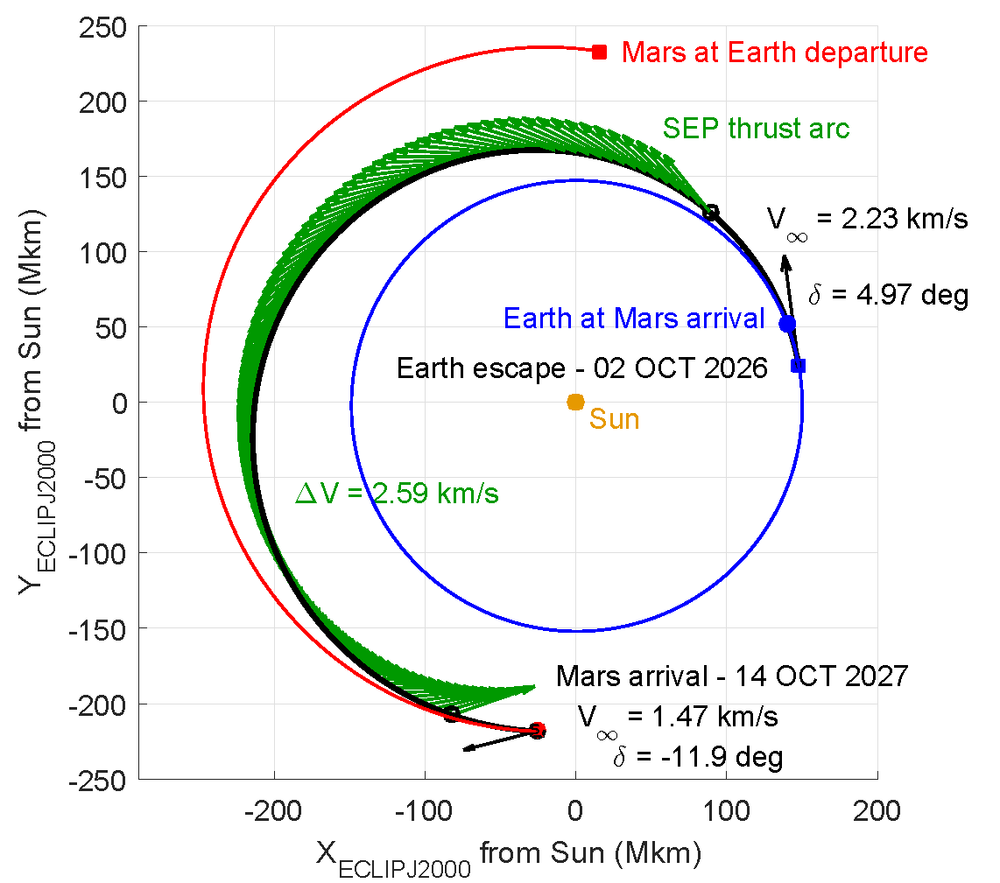 250
200
150
100
50
0
-50
-100
-150
-200
-250
Y_ECLIPJ2000 from Sun (Mkm)
Mars at Earth departure
SEP thrust arc
V∞ = 2.23 km/s
δ = 4.97 deg
Earth at Mars arrival
Earth escape - 02 OCT 2026
Sun
ΔV = 2.59 km/s
Mars arrival - 14 OCT 2027
V∞ = 1.47 km/s
δ = -11.9 deg
-200 -100 0 100 200
X_ECLIPJ2000 from Sun (Mkm)